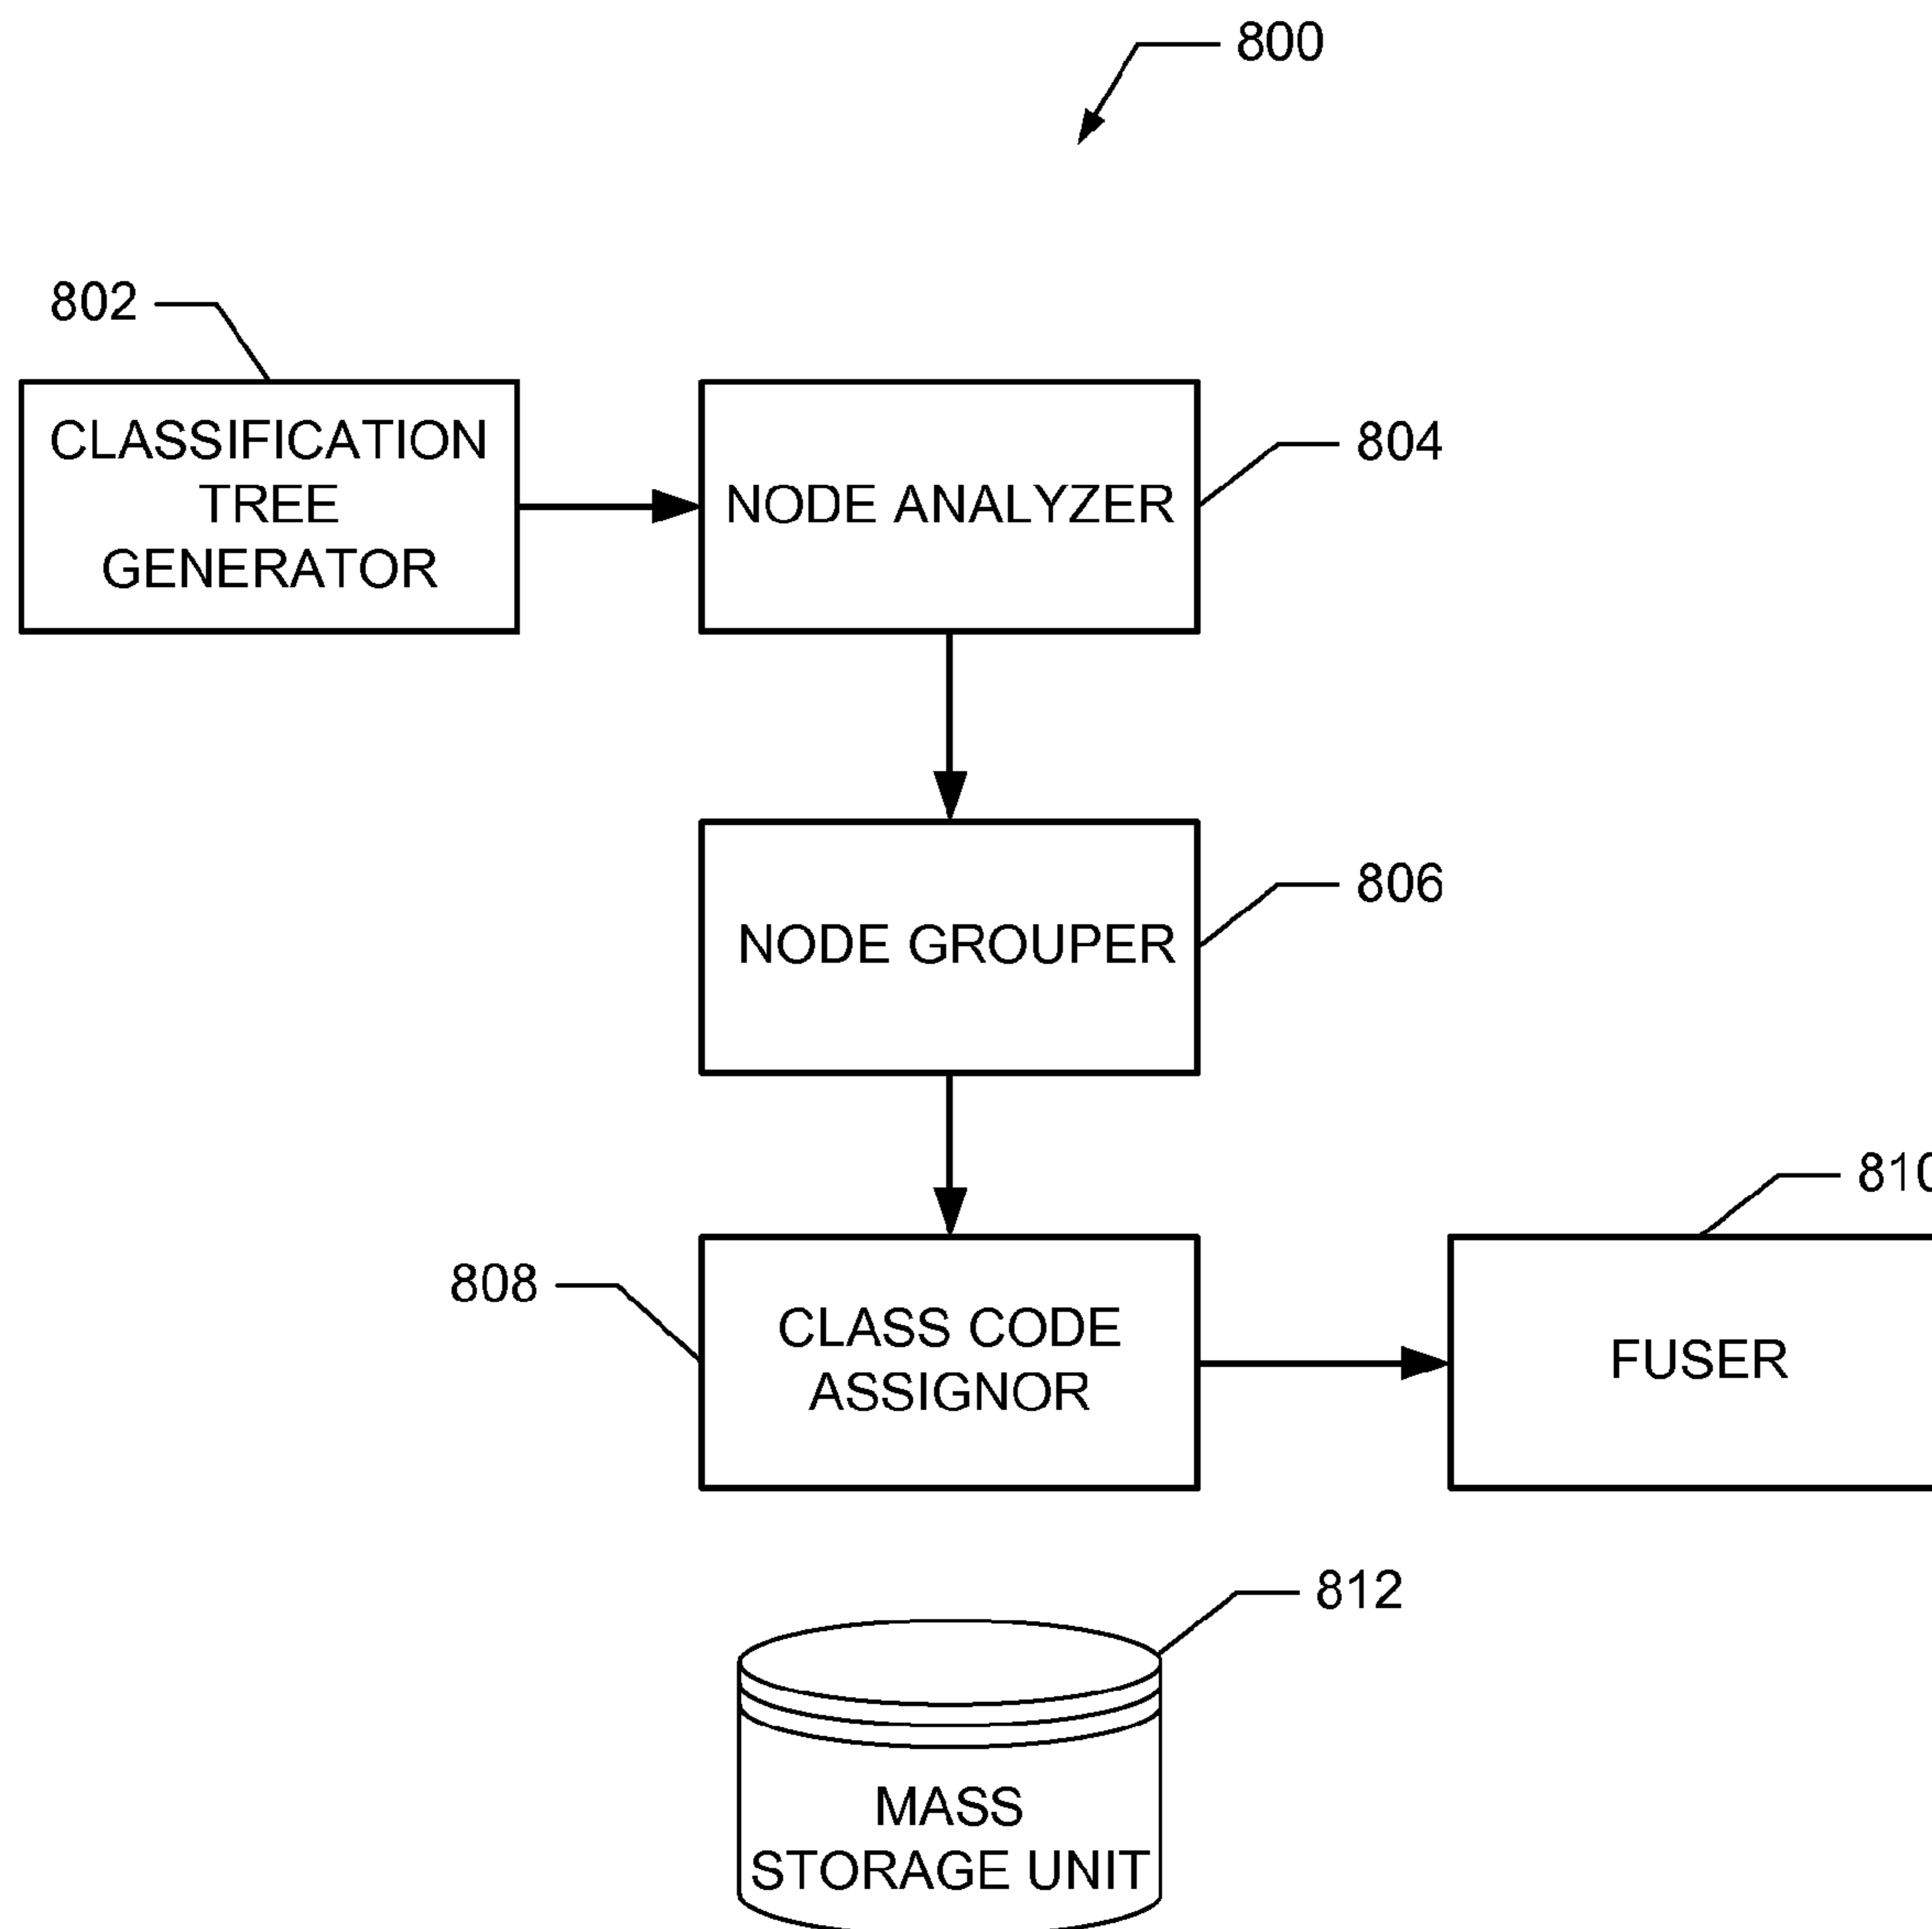 800
802
CLASSIFICATION
TREE
GENERATOR
NODE ANALYZER
804
NODE GROUPER
806
810
808
CLASS CODE
ASSIGNOR
FUSER
812
MASS
STORAGE UNIT